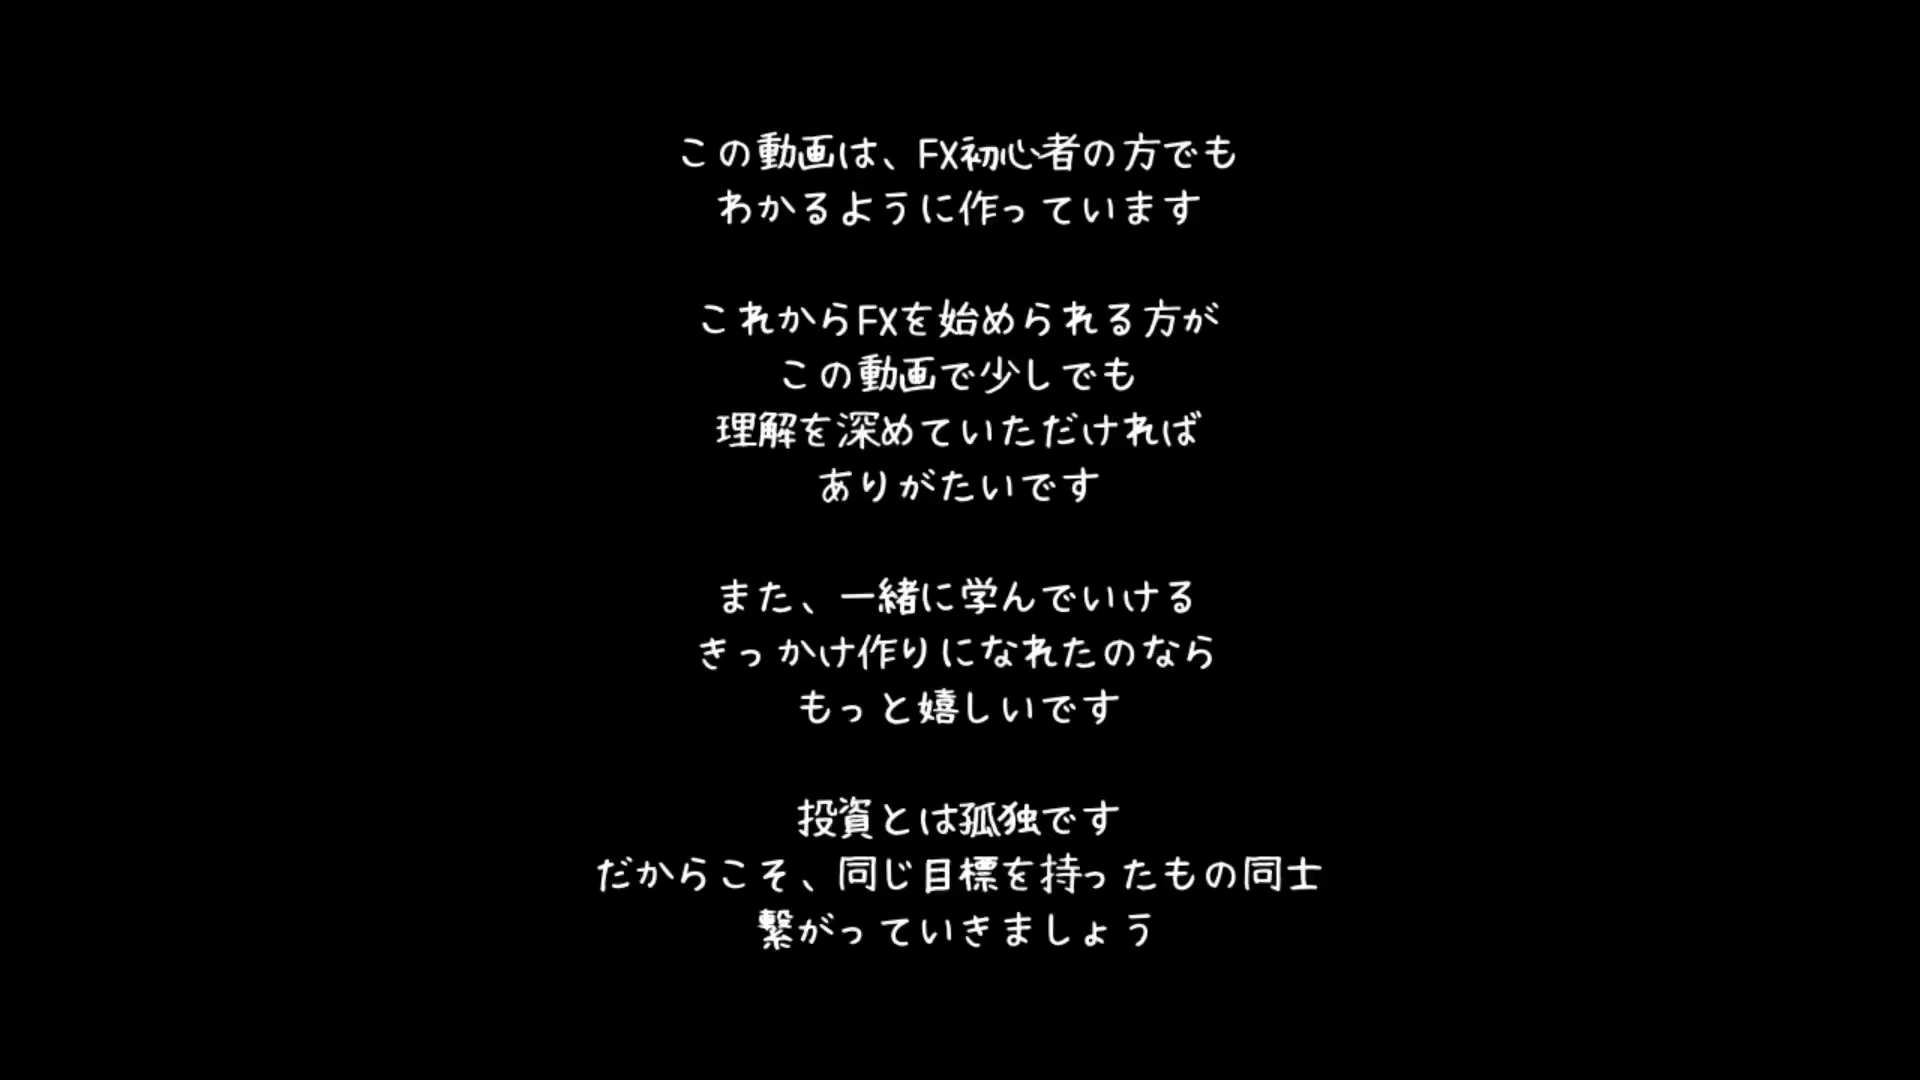 この動画は、FX初心者の方でも
わかるように作っています
これからFXを始められる方が
この動画で少しでも
理解を深めていただければ
ありがたいです
また、一緒に学んでいける
きっかけ作りになれたのなら
もっと嬉しいです
投資とは孤独です
だからこそ、同じ目標を持ったもの同士
繋がっていきましょう